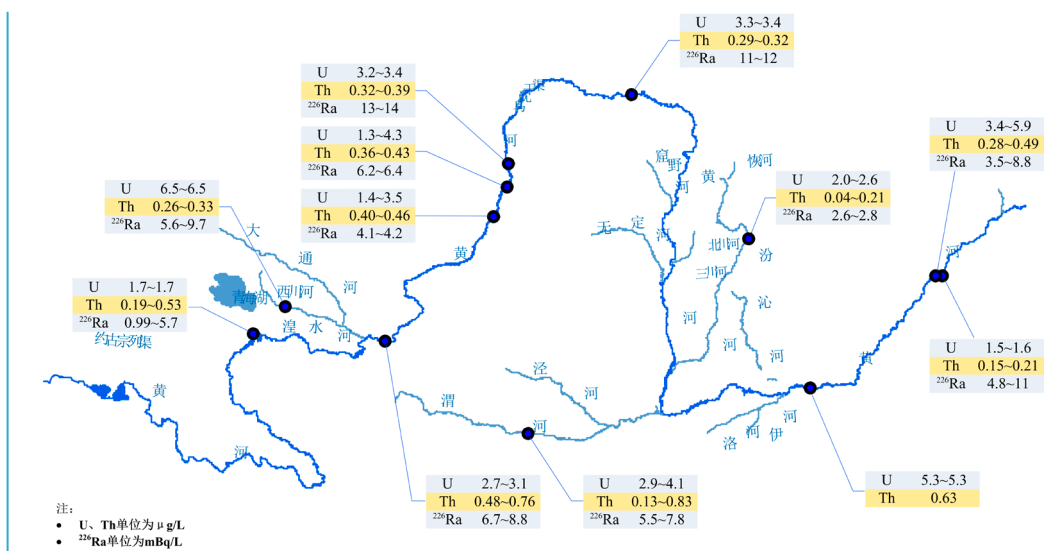 U 3.3~3.4
Th 0.29~0.32
²²⁶Ra 11~12
U 3.2~3.4
Th 0.32~0.39
²²⁶Ra 13~14
U 1.3~4.3
Th 0.36~0.43
²²⁶Ra 6.2~6.4
U 1.4~3.5
Th 0.40~0.46
²²⁶Ra 4.1~4.2
U 3.4~5.9
Th 0.28~0.49
²²⁶Ra 3.5~8.8
U 2.0~2.6
Th 0.04~0.21
²²⁶Ra 2.6~2.8
U 6.5~6.5
Th 0.26~0.33
²²⁶Ra 5.6~9.7
U 1.7~1.7
Th 0.19~0.53
²²⁶Ra 0.99~5.7
U 1.5~1.6
Th 0.15~0.21
²²⁶Ra 4.8~11
U 2.7~3.1
Th 0.48~0.76
²²⁶Ra 6.7~8.8
U 2.9~4.1
Th 0.13~0.83
²²⁶Ra 5.5~7.8
U 5.3~5.3
Th 0.63
河
窟野河
黄
恢河
无定河
北川河
三川河
汾
河
沁
河
河
黄
河
大通河
青海湖
西川河
湟水河
约古宗列渠
黄
河
黄
泾河
渭河
洛河
伊河
注：
• U、Th单位为μg/L
• ²²⁶Ra单位为mBq/L